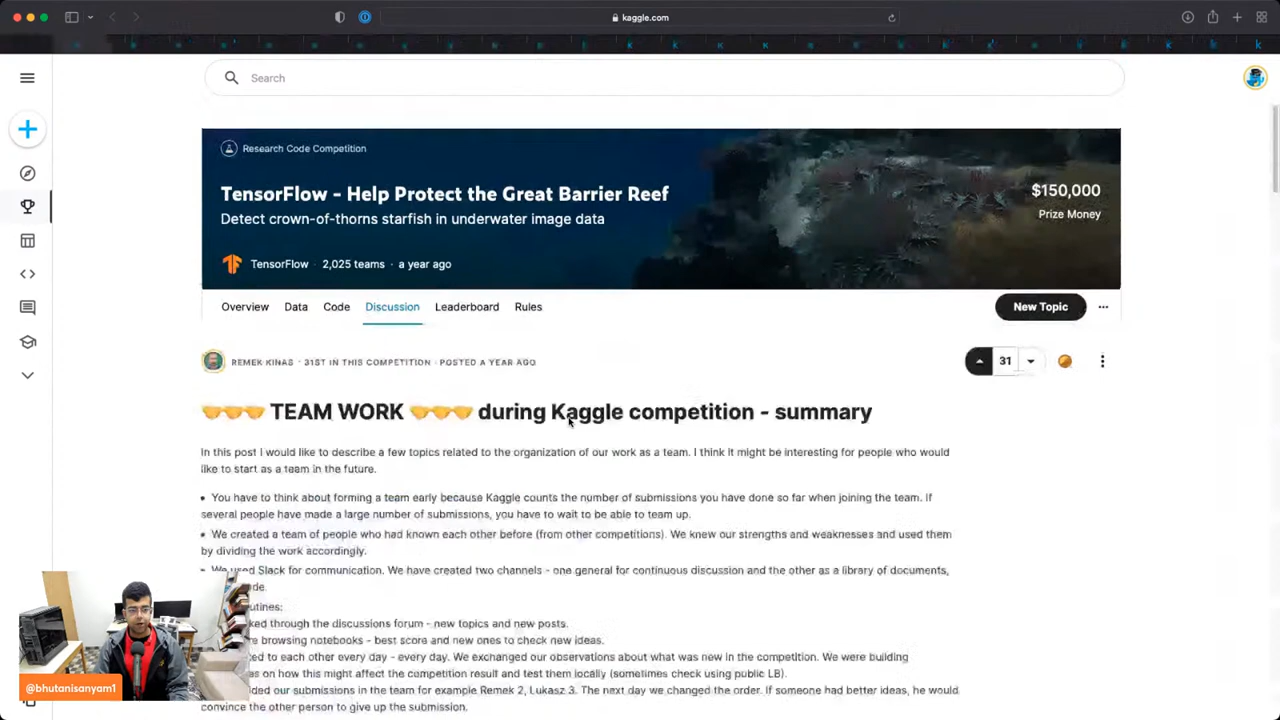 kaggle.com
Search
Research Code Competition
TensorFlow - Help Protect the Great Barrier Reef
$150,000
Detect crown-of-thorns starfish in underwater image data
Prize Money
TensorFlow · 2,025 teams · a year ago
Overview Data Code Discussion Leaderboard Rules
New Topic
REMEK KINAS · 31ST IN THIS COMPETITION · POSTED A YEAR AGO
31
🤝🤝🤝 TEAM WORK 🤝🤝🤝 during Kaggle competition - summary
In this post I would like to describe a few topics related to the organization of our work as a team. I think it might be interesting for people who would
like to start as a team in the future.
• You have to think about forming a team early because Kaggle counts the number of submissions you have done so far when joining the team. If
several people have made a large number of submissions, you have to wait to be able to team up.
• We created a team of people who had known each other before (from other competitions). We knew our strengths and weaknesses and used them
by dividing the work accordingly.
• We used Slack for communication. We have created two channels - one general for continuous discussion and the other as a library of documents,
through the discussions forum - new topics and new posts.
browsing notebooks - best score and new ones to check new ideas.
to each other every day - every day. We exchanged our observations about what was new in the competition. We were building
on how this might affect the competition result and test them locally (sometimes check using public LB).
our submissions in the team for example Remek 2, Lukasz 3. The next day we changed the order. If someone had better ideas, he would
convince the other person to give up the submission.
@bhutanisanyam1